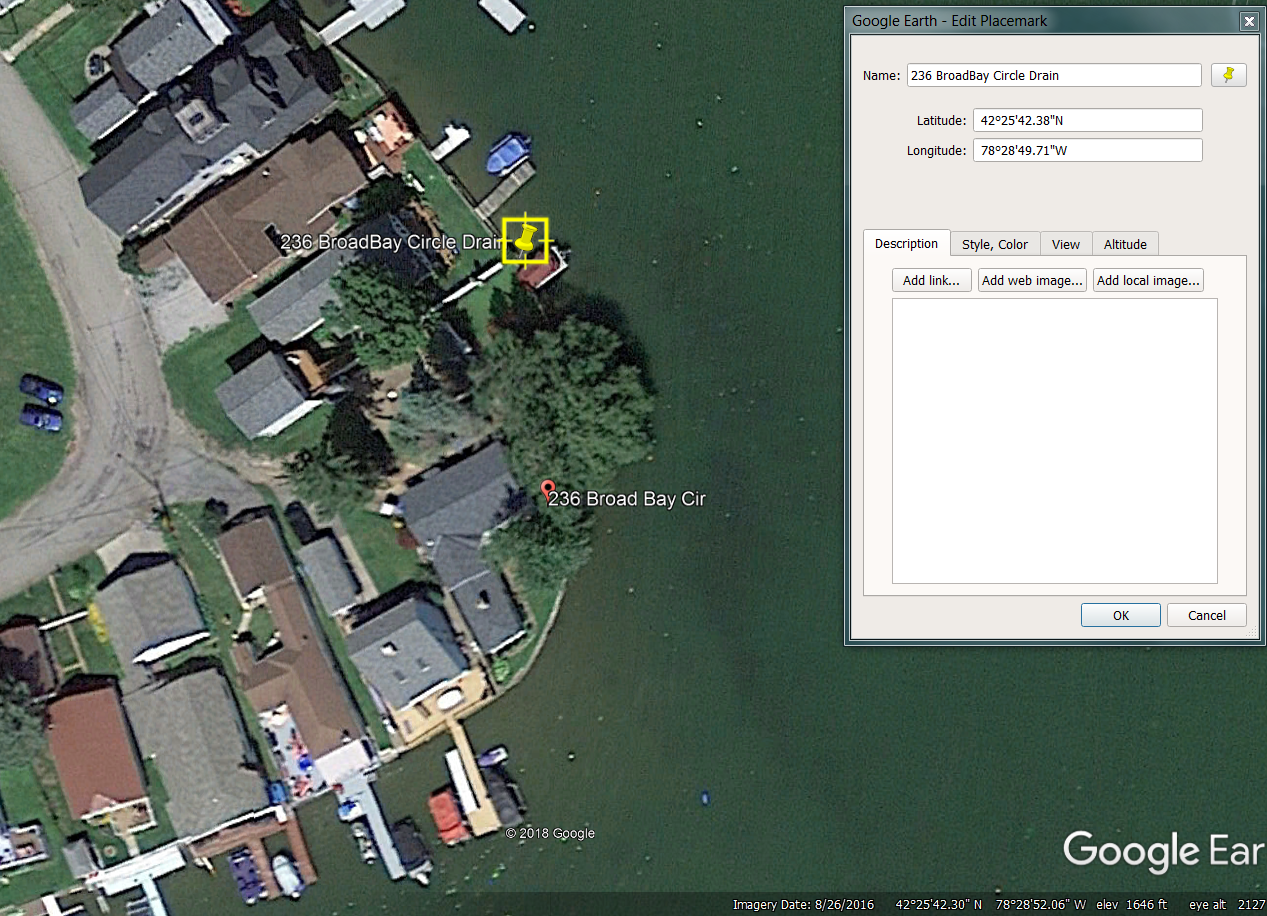 Google Earth - Edit Placemark
Name: 236 BroadBay Circle Drain
Latitude: 42°25'42.38"N
Longitude: 78°28'49.71"W
Description Style, Color View Altitude
Add link... Add web image... Add local image...
OK Cancel
236 BroadBay Circle Drain
236 Broad Bay Cir
© 2018 Google
Google Ear
Imagery Date: 8/26/2016 42°25'42.30" N 78°28'52.06" W elev 1646 ft eye alt 2127